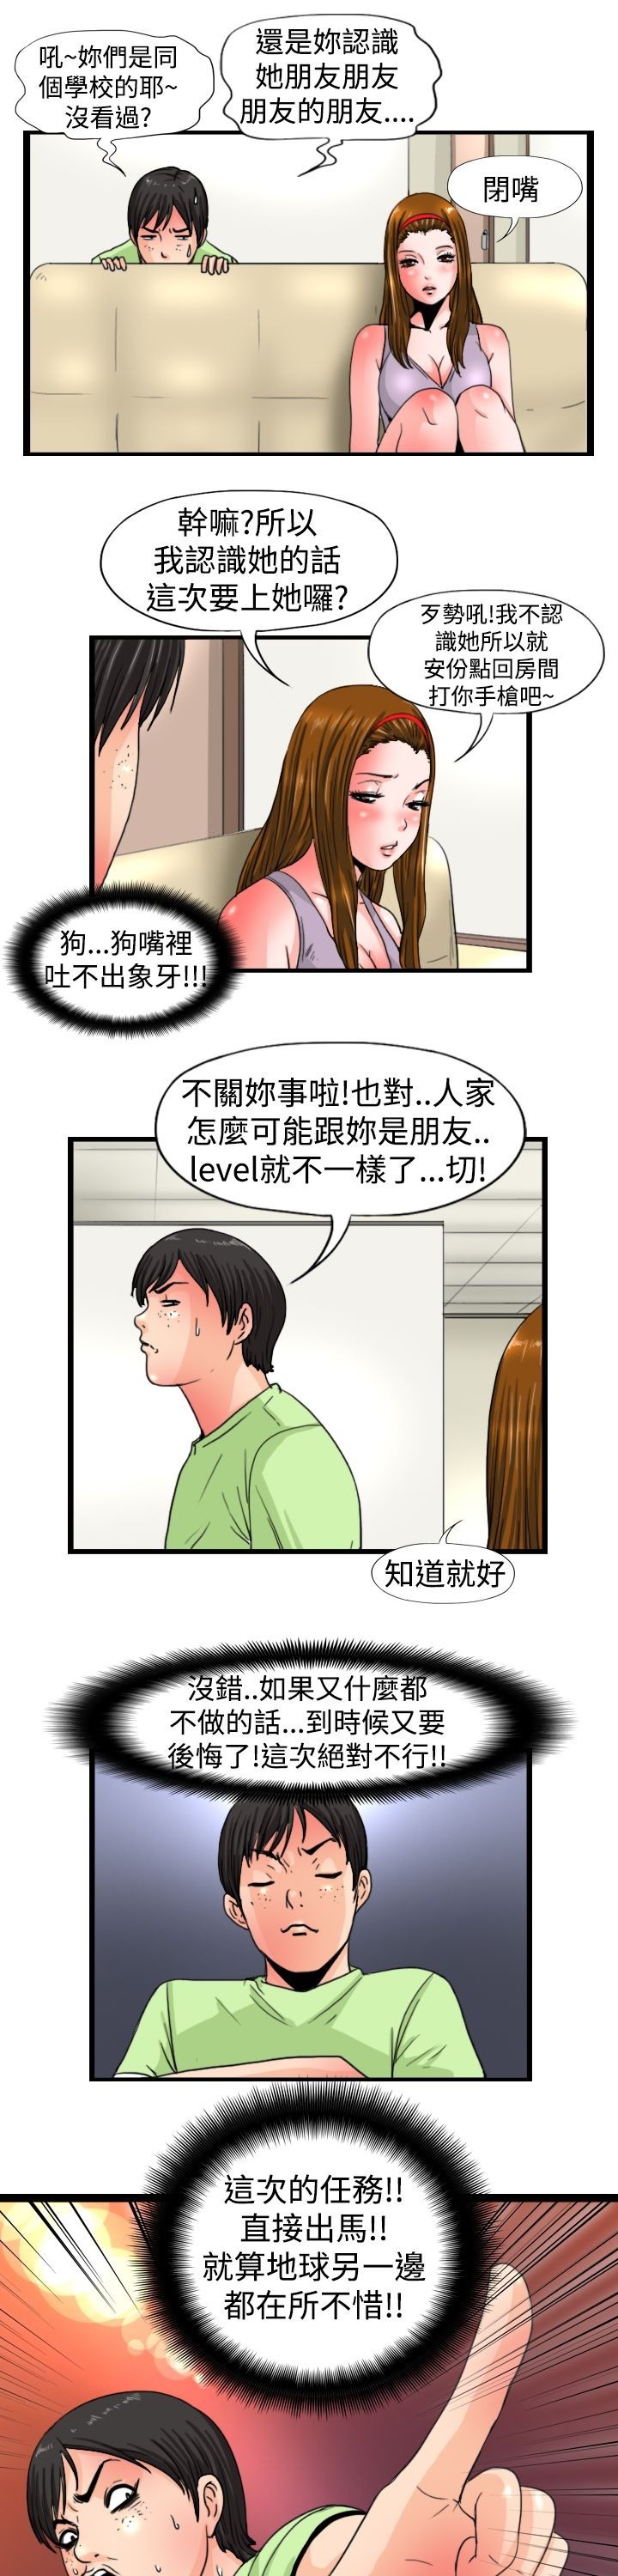 吼~妳們是同
個學校的耶~
沒看過?
還是妳認識
她朋友朋友
朋友的朋友....
閉嘴
幹嘛?所以
我認識她的話
這次要上她囉?
歹勢吼!我不認
識她所以就
安份點回房間
打你手槍吧~
狗...狗嘴裡
吐不出象牙!!!
不關妳事啦!也對..人家
怎麼可能跟妳是朋友..
level就不一樣了...切!
知道就好
沒錯..如果又什麼都
不做的話...到時候又要
後悔了!這次絕對不行!!
這次的任務!!
直接出馬!!
就算地球另一邊
都在所不惜!!